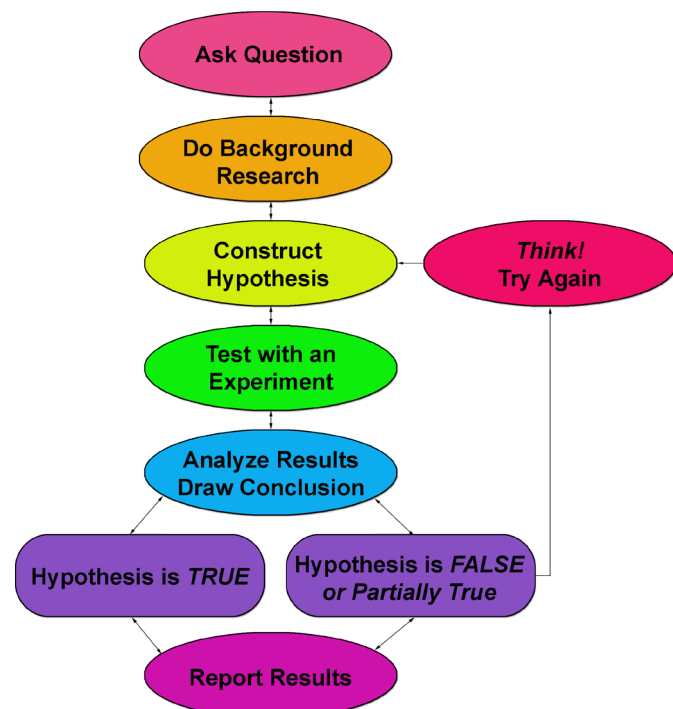 Ask Question
Do Background
Research
Construct
Hypothesis
Think!
Try Again
Test with an
Experiment
Analyze Results
Draw Conclusion
Hypothesis is TRUE
Hypothesis is FALSE
or Partially True
Report Results